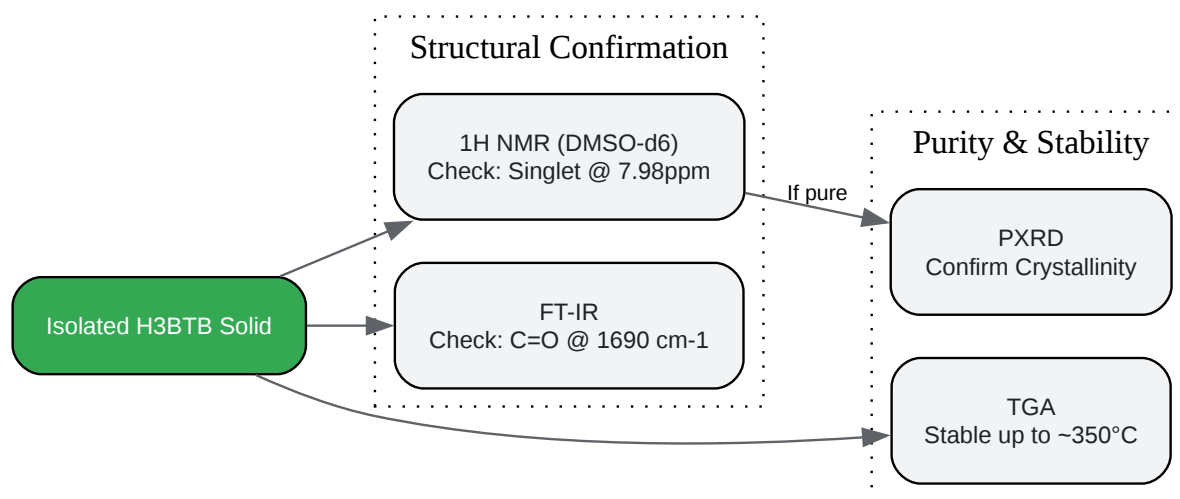 Structural Confirmation
1H NMR (DMSO-d6)
Check: Singlet @ 7.98ppm
If pure
Purity & Stability
PXRD
Confirm Crystallinity
Isolated H3BTB Solid
FT-IR
Check: C=O @ 1690 cm-1
TGA
Stable up to ~350°C